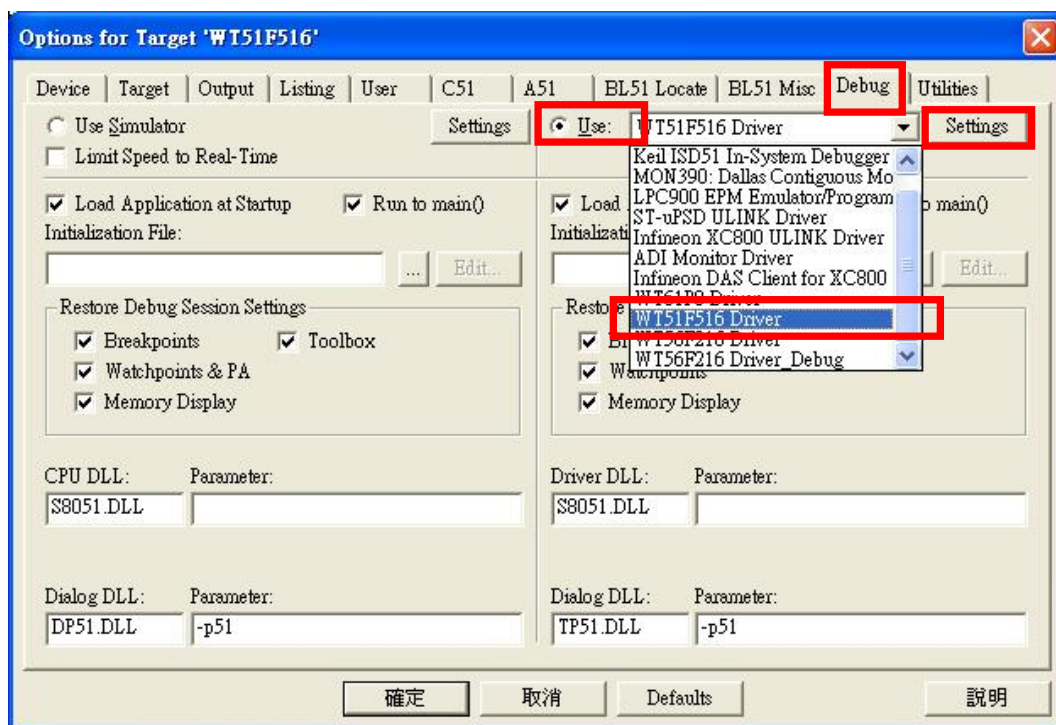 Options for Target 'WT51F516'
Device Target Output Listing User C51 A51 BL51 Locate BL51 Misc Debug Utilities
Use Simulator Settings Use: WT51F516 Driver Settings
Limit Speed to Real-Time
Keil ISD51 In-System Debugger
MON390: Dallas Contiguous Mo
LPC900 EPM Emulator/Program
ST-uPSD ULINK Driver
Infineon XC800 ULINK Driver
ADI Monitor Driver
Infineon DAS Client for XC800
WT61P8 Driver
WT51F516 Driver
WT56F216 Driver
WT56F216 Driver_Debug
Load Application at Startup Run to main() Load main()
Initialization File:
... Edit... Edit...
Restore Debug Session Settings
Breakpoints Toolbox
Watchpoints & PA Watchpoints
Memory Display Memory Display
CPU DLL: Parameter: Driver DLL: Parameter:
S8051.DLL S8051.DLL
Dialog DLL: Parameter: Dialog DLL: Parameter:
DP51.DLL -p51 TP51.DLL -p51
確定 取消 Defaults 說明